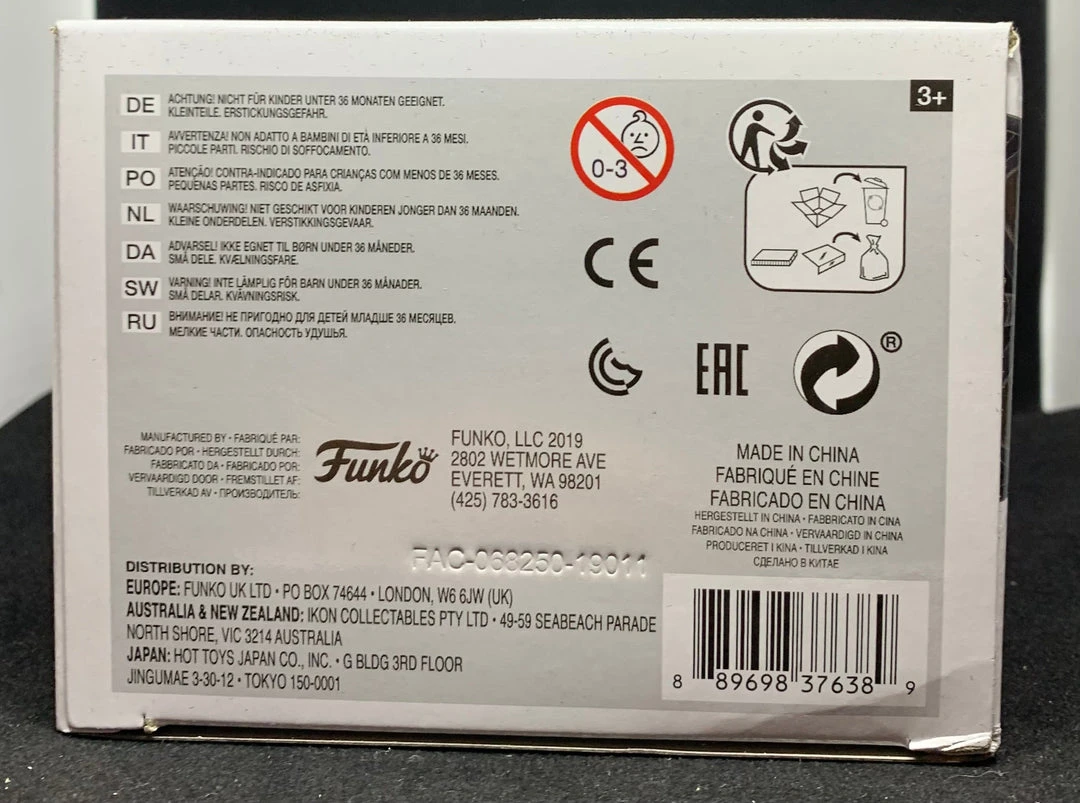 3+
DE ACHTUNG! NICHT FÜR KINDER UNTER 36 MONATEN GEEIGNET.
KLEINTEILE. ERSTICKUNGSGEFAHR.
IT AVVERTENZA! NON ADATTO A BAMBINI DI ETÀ INFERIORE A 36 MESI.
PICCOLE PARTI. RISCHIO DI SOFFOCAMENTO.
PO ATENÇÃO! CONTRA-INDICADO PARA CRIANÇAS COM MENOS DE 36 MESES.
PEQUENAS PARTES. RISCO DE ASFIXIA.
NL WAARSCHUWING! NIET GESCHIKT VOOR KINDEREN JONGER DAN 36 MAANDEN.
KLEINE ONDERDELEN. VERSTIKKINGSGEVAAR.
DA ADVARSEL! IKKE EGNET TIL BØRN UNDER 36 MÅNEDER.
SMÅ DELE. KVÆLNINGSFARE.
SW VARNING! INTE LÄMPLIG FÖR BARN UNDER 36 MÅNADER.
SMÅ DELAR. KVÄVNINGSRISK.
RU ВНИМАНИЕ! НЕ ПРИГОДНО ДЛЯ ДЕТЕЙ МЛАДШЕ 36 МЕСЯЦЕВ.
МЕЛКИЕ ЧАСТИ. ОПАСНОСТЬ УДУШЬЯ.
0-3
CE
EAC
®
MANUFACTURED BY • FABRIQUÉ PAR:
FABRICADO POR • HERGESTELLT DURCH:
FABBRICATO DA • FABRICADO POR:
VERVAARDIGD DOOR • FREMSTILLET AF:
TILLVERKAD AV • ПРОИЗВОДИТЕЛЬ:
Funko
FUNKO, LLC 2019
2802 WETMORE AVE
EVERETT, WA 98201
(425) 783-3616
MADE IN CHINA
FABRIQUÉ EN CHINE
FABRICADO EN CHINA
HERGESTELLT IN CHINA • FABBRICATO IN CINA
FABRICADO NA CHINA • VERVAARDIGD IN CHINA
PRODUCERET I KINA • TILLVERKAD I KINA
СДЕЛАНО В КИТАЕ
FAC-068250-19011
DISTRIBUTION BY:
EUROPE: FUNKO UK LTD • PO BOX 74644 • LONDON, W6 6JW (UK)
AUSTRALIA & NEW ZEALAND: IKON COLLECTABLES PTY LTD • 49-59 SEABEACH PARADE
NORTH SHORE, VIC 3214 AUSTRALIA
JAPAN: HOT TOYS JAPAN CO., INC. • G BLDG 3RD FLOOR
JINGUMAE 3-30-12 • TOKYO 150-0001
8 89698 37638 9